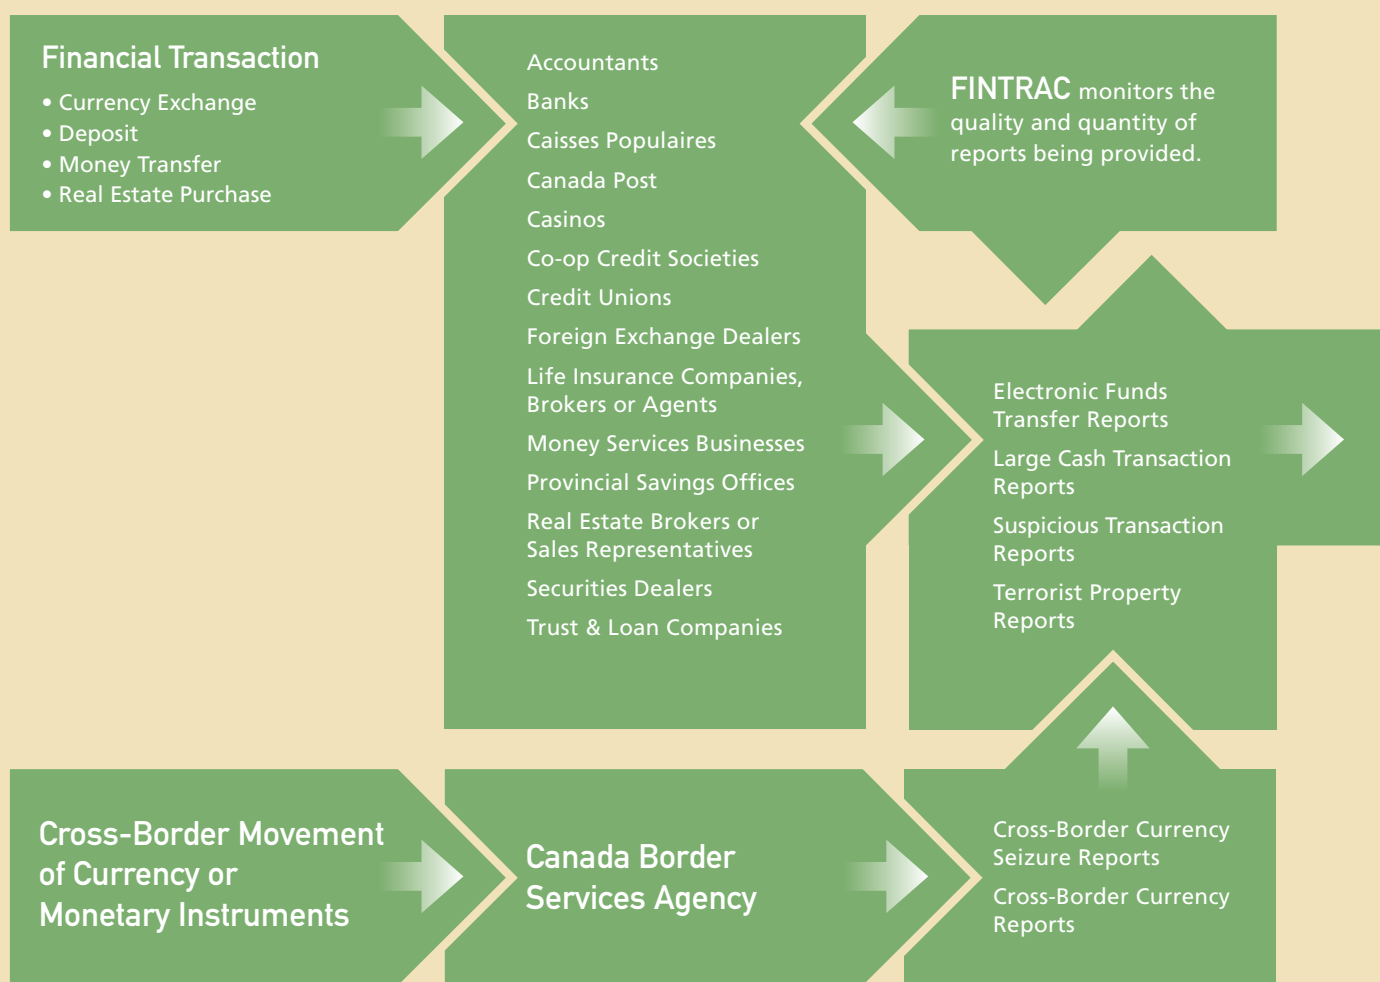 Financial Transaction
• Currency Exchange
• Deposit
• Money Transfer
• Real Estate Purchase
Accountants
Banks
Caisses Populaires
Canada Post
Casinos
Co-op Credit Societies
Credit Unions
Foreign Exchange Dealers
Life Insurance Companies,
Brokers or Agents
Money Services Businesses
Provincial Savings Offices
Real Estate Brokers or
Sales Representatives
Securities Dealers
Trust & Loan Companies
FINTRAC monitors the
quality and quantity of
reports being provided.
Electronic Funds
Transfer Reports
Large Cash Transaction
Reports
Suspicious Transaction
Reports
Terrorist Property
Reports
Cross-Border Movement
of Currency or
Monetary Instruments
Canada Border
Services Agency
Cross-Border Currency
Seizure Reports
Cross-Border Currency
Reports